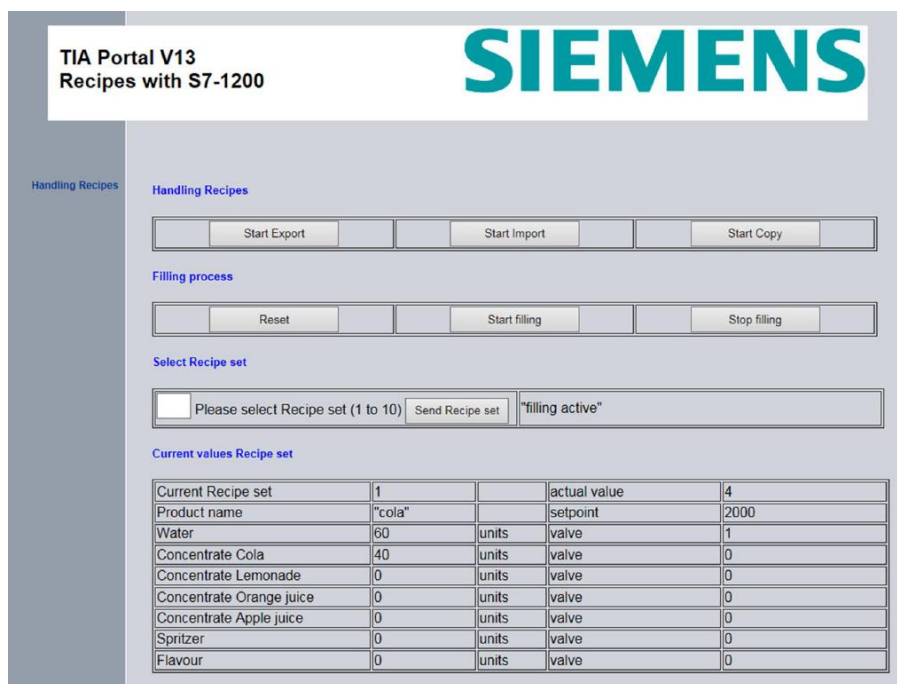 TIA Portal V13
Recipes with S7-1200
SIEMENS
Handling Recipes
Handling Recipes
Start Export Start Import Start Copy
Filling process
Reset Start filling Stop filling
Select Recipe set
Please select Recipe set (1 to 10) Send Recipe set "filling active"
Current values Recipe set
Current Recipe set 1 actual value 4
Product name "cola" setpoint 2000
Water 60 units valve 1
Concentrate Cola 40 units valve 0
Concentrate Lemonade 0 units valve 0
Concentrate Orange juice 0 units valve 0
Concentrate Apple juice 0 units valve 0
Spritzer 0 units valve 0
Flavour 0 units valve 0